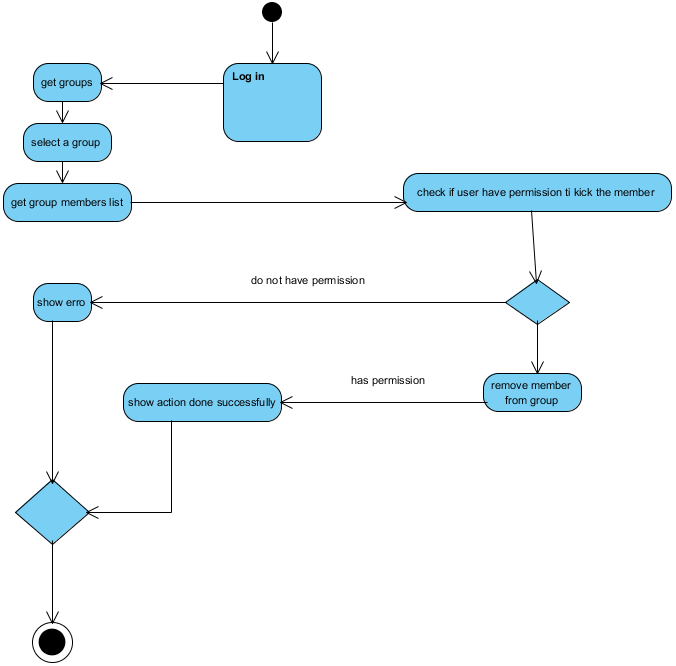 Log in
get groups
select a group
get group members list
check if user have permission ti kick the member
do not have permission
show erro
remove member
from group
has permission
show action done successfully